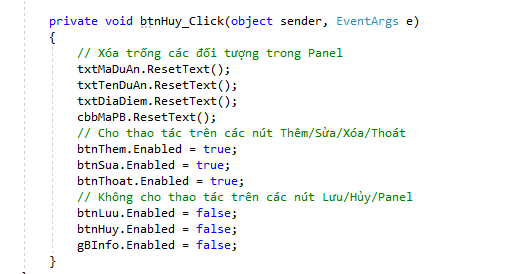 private void btnHuy_Click(object sender, EventArgs e)
{
// Xóa trống các đối tượng trong Panel
txtMaDuAn.ResetText();
txtTenDuAn.ResetText();
txtDiaDiem.ResetText();
cbbMaPB.ResetText();
// Cho thao tác trên các nút Thêm/Sửa/Xóa/Thoát
btnThem.Enabled = true;
btnSua.Enabled = true;
btnThoat.Enabled = true;
// Không cho thao tác trên các nút Lưu/Hủy/Panel
btnLuu.Enabled = false;
btnHuy.Enabled = false;
gBInfo.Enabled = false;
}